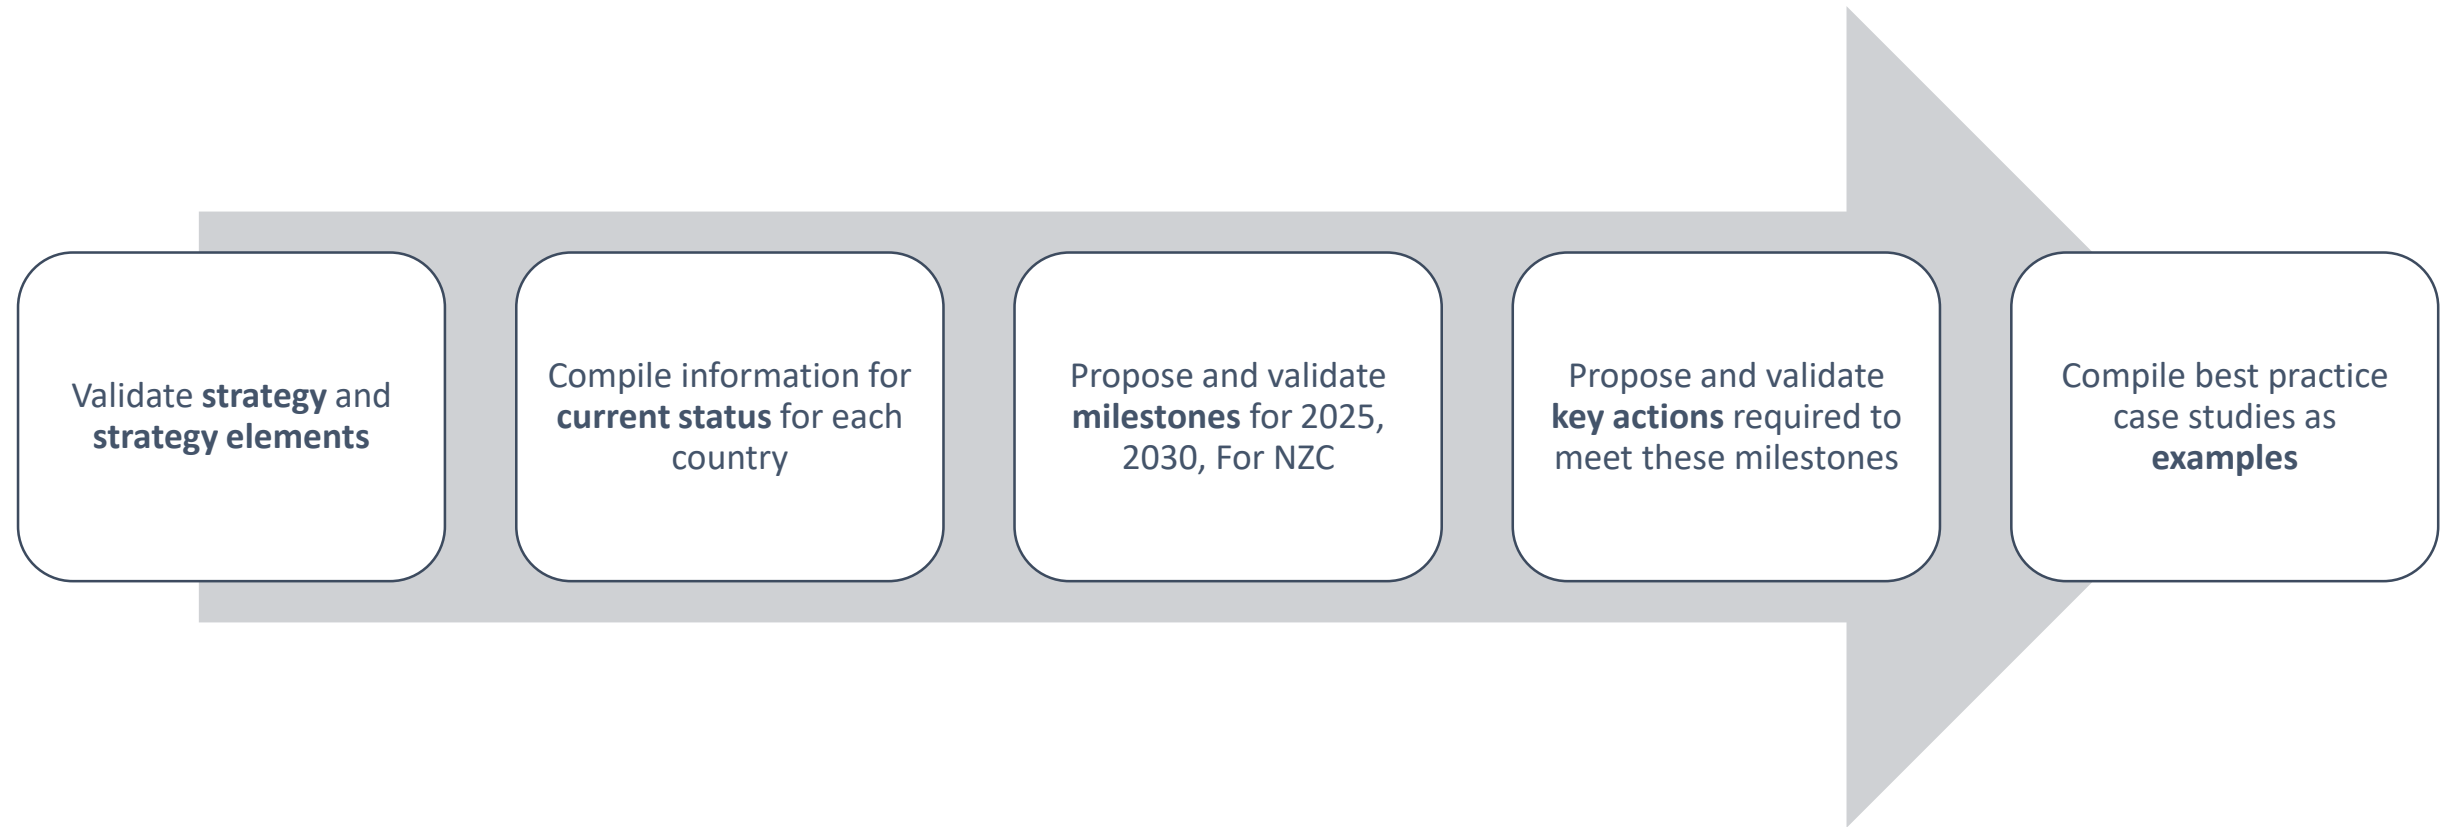 Validate strategy and
strategy elements
Compile information for
current status for each
country
Propose and validate
milestones for 2025,
2030, For NZC
Propose and validate
key actions required to
meet these milestones
Compile best practice
case studies as
examples